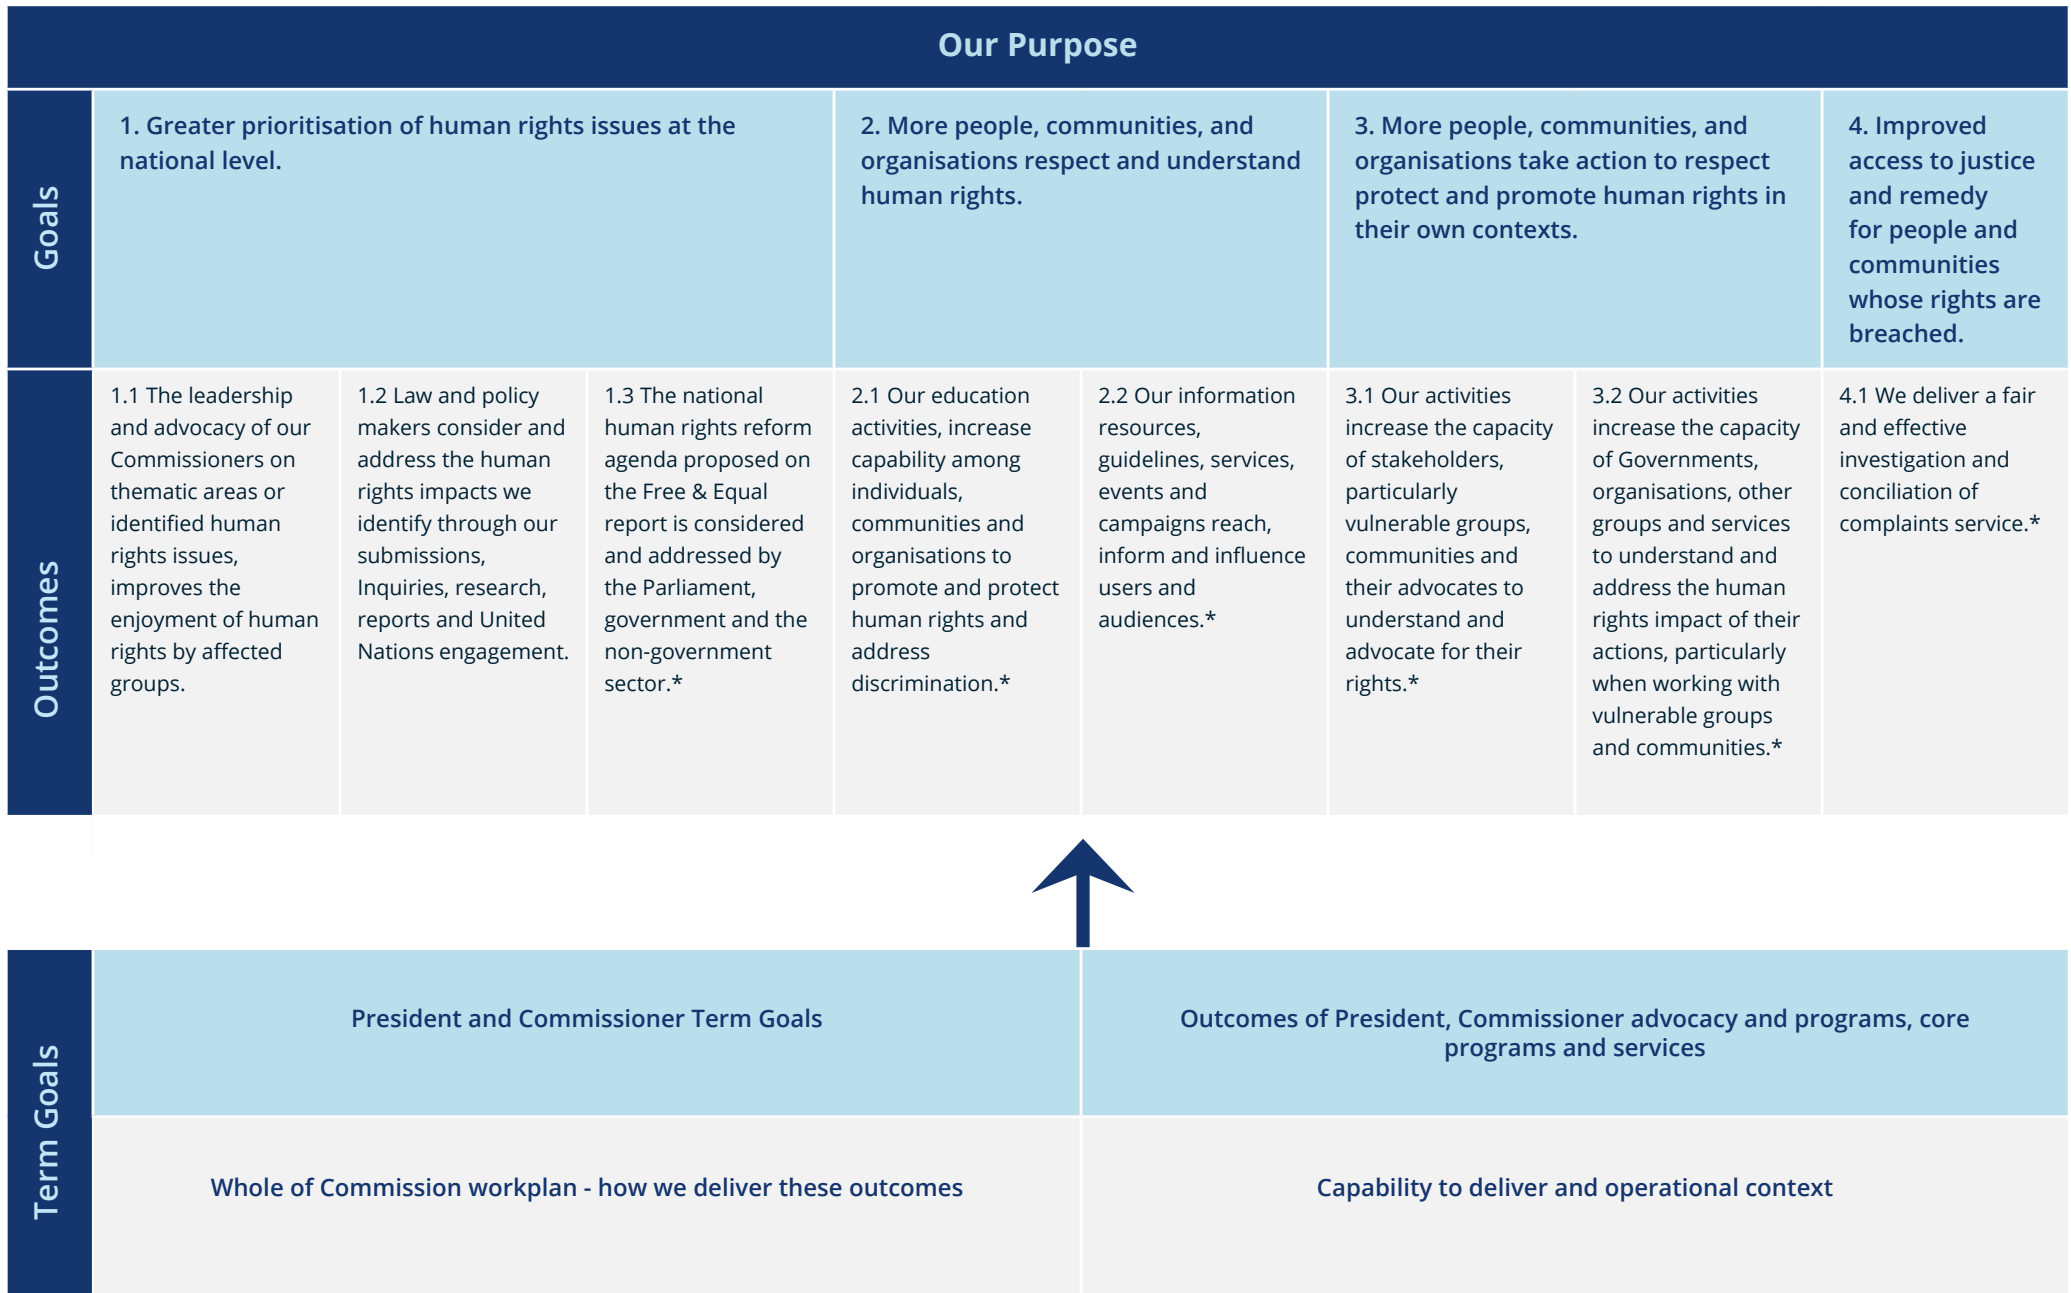 Our Purpose
Goals
1. Greater prioritisation of human rights issues at the
national level.
2. More people, communities, and
organisations respect and understand
human rights.
3. More people, communities, and
organisations take action to respect
protect and promote human rights in
their own contexts.
4. Improved
access to justice
and remedy
for people and
communities
whose rights are
breached.
Outcomes
1.1 The leadership
and advocacy of our
Commissioners on
thematic areas or
identified human
rights issues,
improves the
enjoyment of human
rights by affected
groups.
1.2 Law and policy
makers consider and
address the human
rights impacts we
identify through our
submissions,
Inquiries, research,
reports and United
Nations engagement.
1.3 The national
human rights reform
agenda proposed on
the Free & Equal
report is considered
and addressed by
the Parliament,
government and the
non-government
sector.*
2.1 Our education
activities, increase
capability among
individuals,
communities and
organisations to
promote and protect
human rights and
address
discrimination.*
2.2 Our information
resources,
guidelines, services,
events and
campaigns reach,
inform and influence
users and
audiences.*
3.1 Our activities
increase the capacity
of stakeholders,
particularly
vulnerable groups,
communities and
their advocates to
understand and
advocate for their
rights.*
3.2 Our activities
increase the capacity
of Governments,
organisations, other
groups and services
to understand and
address the human
rights impact of their
actions, particularly
when working with
vulnerable groups
and communities.*
4.1 We deliver a fair
and effective
investigation and
conciliation of
complaints service.*
Term Goals
President and Commissioner Term Goals
Outcomes of President, Commissioner advocacy and programs, core
programs and services
Whole of Commission workplan - how we deliver these outcomes
Capability to deliver and operational context